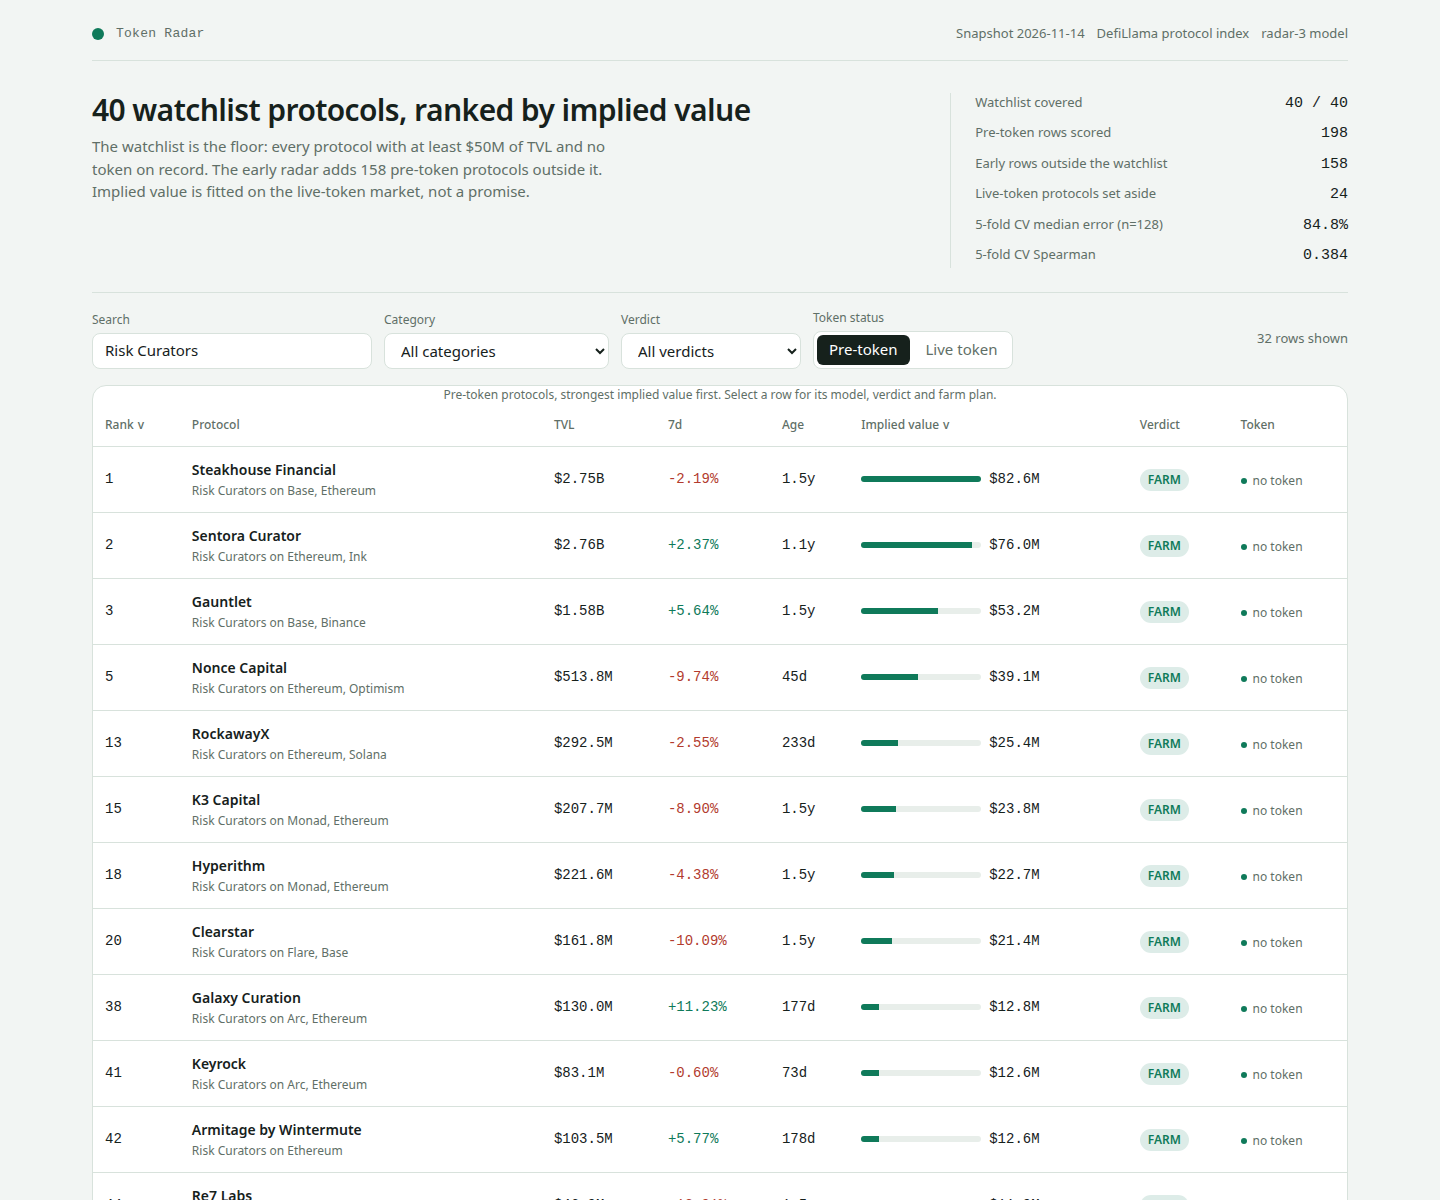 Token Radar
Snapshot 2026-11-14 DefiLlama protocol index radar-3 model
40 watchlist protocols, ranked by implied value
The watchlist is the floor: every protocol with at least $50M of TVL and no
token on record. The early radar adds 158 pre-token protocols outside it.
Implied value is fitted on the live-token market, not a promise.
Watchlist covered 40 / 40
Pre-token rows scored 198
Early rows outside the watchlist 158
Live-token protocols set aside 24
5-fold CV median error (n=128) 84.8%
5-fold CV Spearman 0.384
Search Category Verdict Token status
Risk Curators All categories All verdicts Pre-token Live token 32 rows shown
Pre-token protocols, strongest implied value first. Select a row for its model, verdict and farm plan.
Rank v Protocol TVL 7d Age Implied value v Verdict Token
1 Steakhouse Financial $2.75B -2.19% 1.5y $82.6M FARM no token
Risk Curators on Base, Ethereum
2 Sentora Curator $2.76B +2.37% 1.1y $76.0M FARM no token
Risk Curators on Ethereum, Ink
3 Gauntlet $1.58B +5.64% 1.5y $53.2M FARM no token
Risk Curators on Base, Binance
5 Nonce Capital $513.8M -9.74% 45d $39.1M FARM no token
Risk Curators on Ethereum, Optimism
13 RockawayX $292.5M -2.55% 233d $25.4M FARM no token
Risk Curators on Ethereum, Solana
15 K3 Capital $207.7M -8.90% 1.5y $23.8M FARM no token
Risk Curators on Monad, Ethereum
18 Hyperithm $221.6M -4.38% 1.5y $22.7M FARM no token
Risk Curators on Monad, Ethereum
20 Clearstar $161.8M -10.09% 1.5y $21.4M FARM no token
Risk Curators on Flare, Base
38 Galaxy Curation $130.0M +11.23% 177d $12.8M FARM no token
Risk Curators on Arc, Ethereum
41 Keyrock $83.1M -0.60% 73d $12.6M FARM no token
Risk Curators on Arc, Ethereum
42 Armitage by Wintermute $103.5M +5.77% 178d $12.6M FARM no token
Risk Curators on Ethereum
Re7 Labs